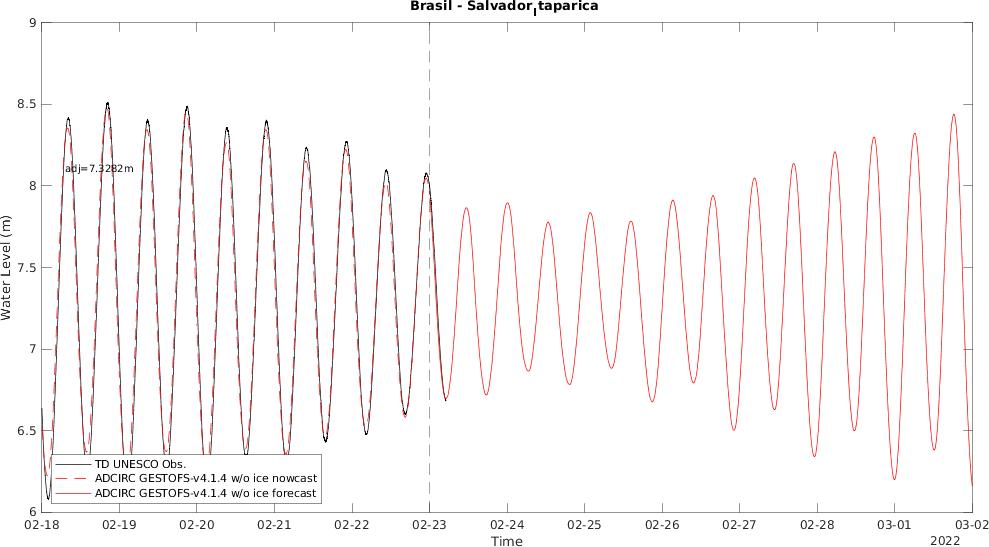 Brasil - Salvador_Itaparica
9
8.5
adj=7.3282m
8
7.5
Water Level (m)
7
6.5
TD UNESCO Obs.
ADCIRC GESTOFS-v4.1.4 w/o ice nowcast
ADCIRC GESTOFS-v4.1.4 w/o ice forecast
6
02-18 02-19 02-20 02-21 02-22 02-23 02-24 02-25 02-26 02-27 02-28 03-01 03-02
Time
2022